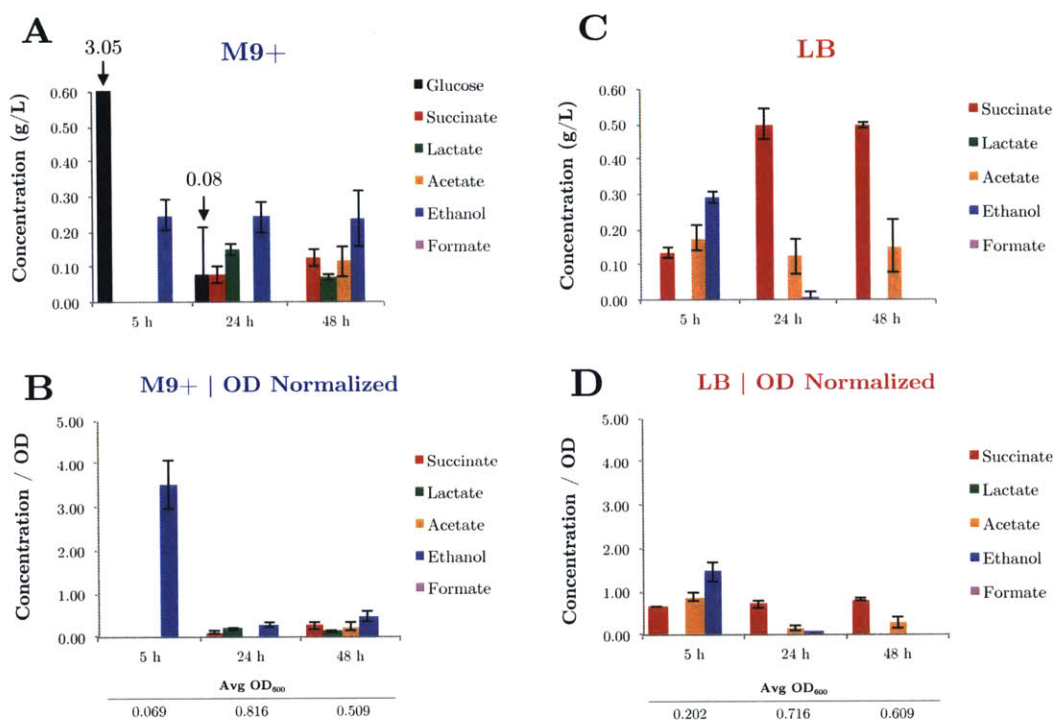 A
M9+
3.05
0.08
Concentration (g/L)
0.60
0.50
0.40
0.30
0.20
0.10
0.00
5 h 24 h 48 h
Glucose
Succinate
Lactate
Acetate
Ethanol
Formate
C
LB
Concentration (g/L)
0.60
0.50
0.40
0.30
0.20
0.10
0.00
5 h 24 h 48 h
Succinate
Lactate
Acetate
Ethanol
Formate
B
M9+ | OD Normalized
Concentration / OD
5.00
4.00
3.00
2.00
1.00
0.00
5 h 24 h 48 h
Succinate
Lactate
Acetate
Ethanol
Formate
Avg OD₆₀₀
0.069 0.816 0.509
D
LB | OD Normalized
Concentration / OD
5.00
4.00
3.00
2.00
1.00
0.00
5 h 24 h 48 h
Succinate
Lactate
Acetate
Ethanol
Formate
Avg OD₆₀₀
0.202 0.716 0.609